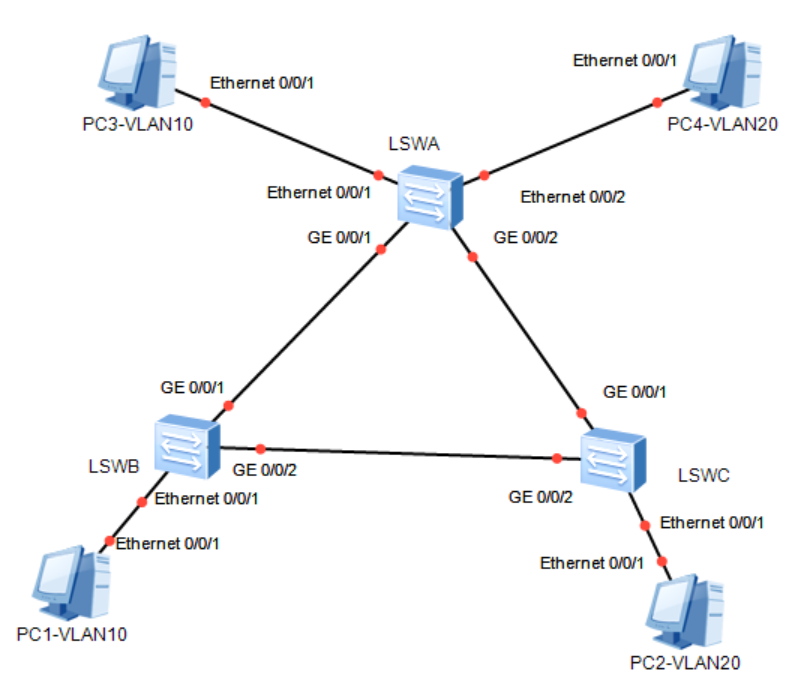 Ethernet 0/0/1
Ethernet 0/0/1
PC3-VLAN10
PC4-VLAN20
LSWA
Ethernet 0/0/1
Ethernet 0/0/2
GE 0/0/1
GE 0/0/2
GE 0/0/1
GE 0/0/1
LSWB
GE 0/0/2
LSWC
Ethernet 0/0/1
GE 0/0/2
Ethernet 0/0/1
Ethernet 0/0/1
Ethernet 0/0/1
PC1-VLAN10
PC2-VLAN20